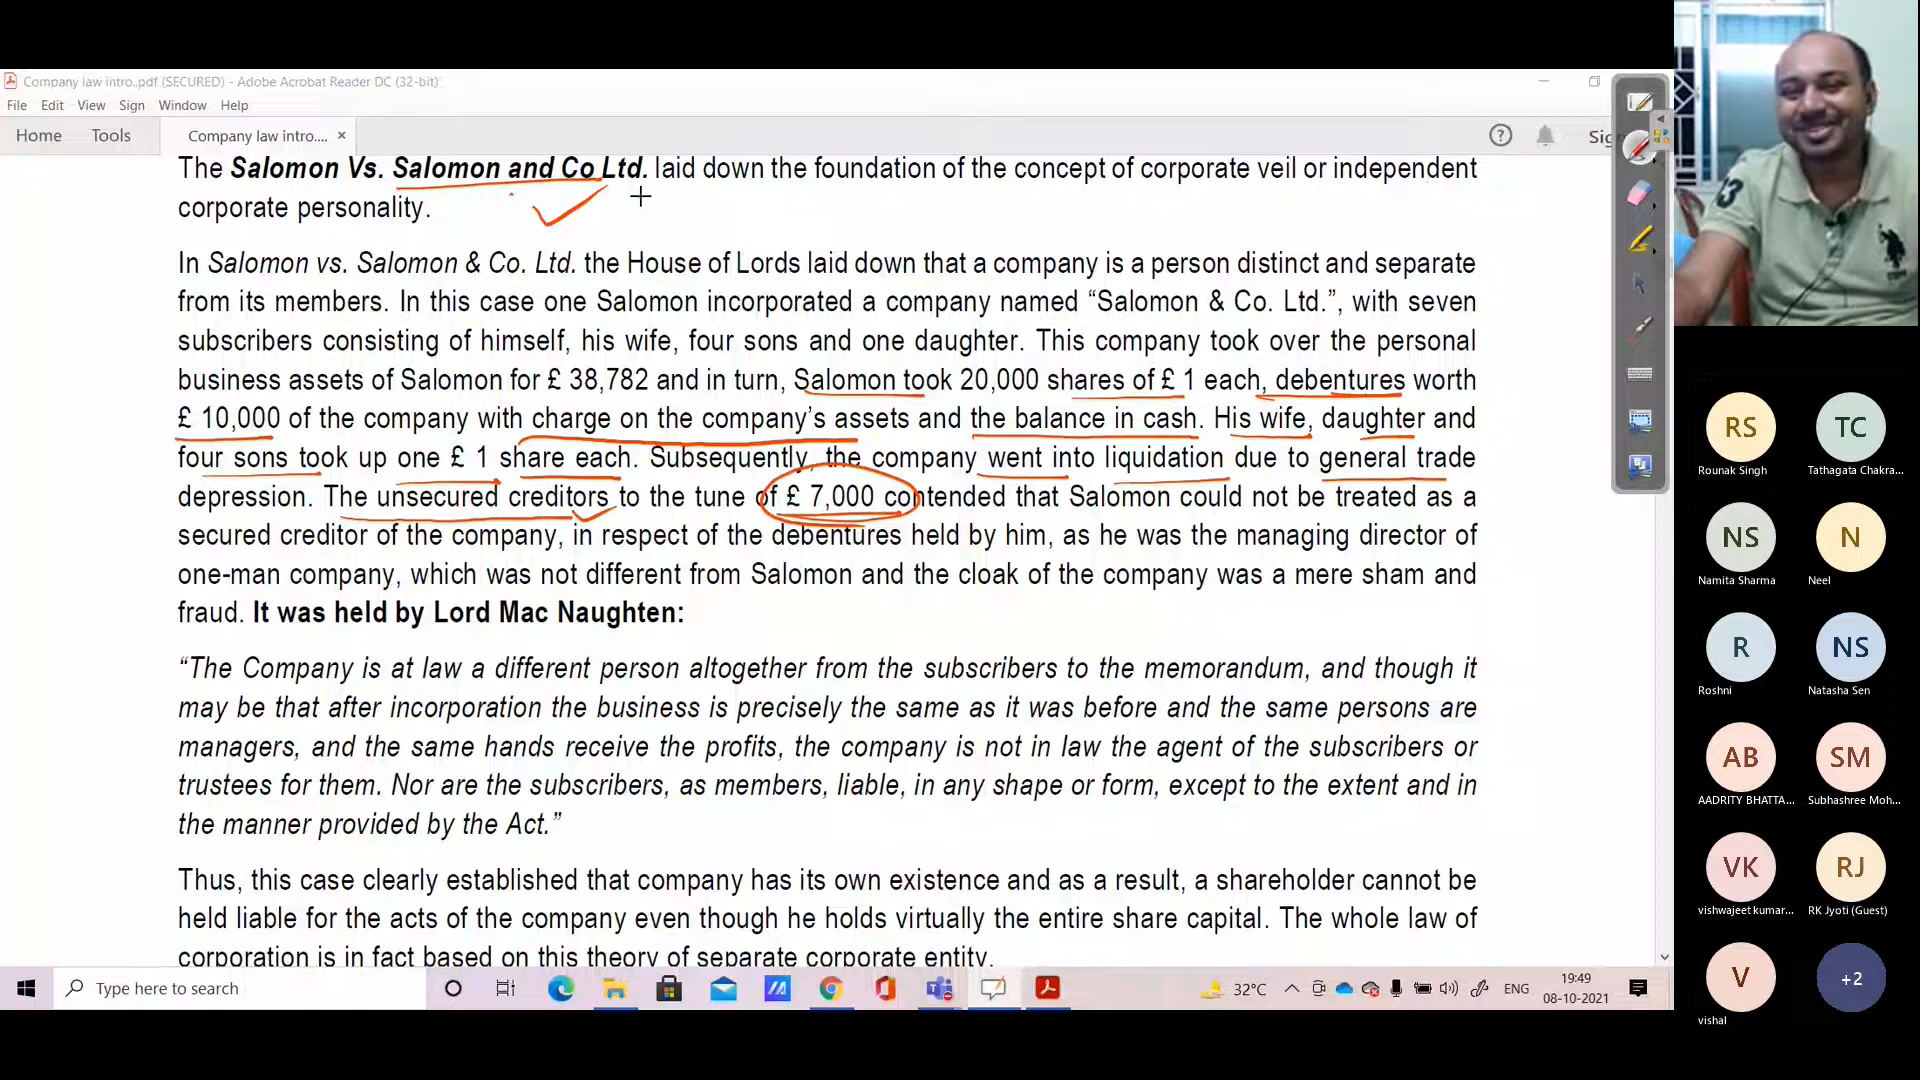 Company law intro..pdf (SECURED) - Adobe Acrobat Reader DC (32-bit)
File Edit View Sign Window Help
Home Tools Company law intro.... × Sig
The Salomon Vs. Salomon and Co Ltd. laid down the foundation of the concept of corporate veil or independent
corporate personality.
In Salomon vs. Salomon & Co. Ltd. the House of Lords laid down that a company is a person distinct and separate
from its members. In this case one Salomon incorporated a company named “Salomon & Co. Ltd.”, with seven
subscribers consisting of himself, his wife, four sons and one daughter. This company took over the personal
business assets of Salomon for £ 38,782 and in turn, Salomon took 20,000 shares of £ 1 each, debentures worth
£ 10,000 of the company with charge on the company’s assets and the balance in cash. His wife, daughter and
four sons took up one £ 1 share each. Subsequently, the company went into liquidation due to general trade
depression. The unsecured creditors to the tune of £ 7,000 contended that Salomon could not be treated as a
secured creditor of the company, in respect of the debentures held by him, as he was the managing director of
one-man company, which was not different from Salomon and the cloak of the company was a mere sham and
fraud. It was held by Lord Mac Naughten:
“The Company is at law a different person altogether from the subscribers to the memorandum, and though it
may be that after incorporation the business is precisely the same as it was before and the same persons are
managers, and the same hands receive the profits, the company is not in law the agent of the subscribers or
trustees for them. Nor are the subscribers, as members, liable, in any shape or form, except to the extent and in
the manner provided by the Act.”
Thus, this case clearly established that company has its own existence and as a result, a shareholder cannot be
held liable for the acts of the company even though he holds virtually the entire share capital. The whole law of
corporation is in fact based on this theory of separate corporate entity.
Type here to search
32°C
ENG
19:49
08-10-2021
3
RS TC
Rounak Singh Tathagata Chakra...
NS N
Namita Sharma Neel
R NS
Roshni Natasha Sen
AB SM
AADRITY BHATTA... Subhashree Moh...
VK RJ
vishwajeet kumar... RK Jyoti (Guest)
V +2
vishal